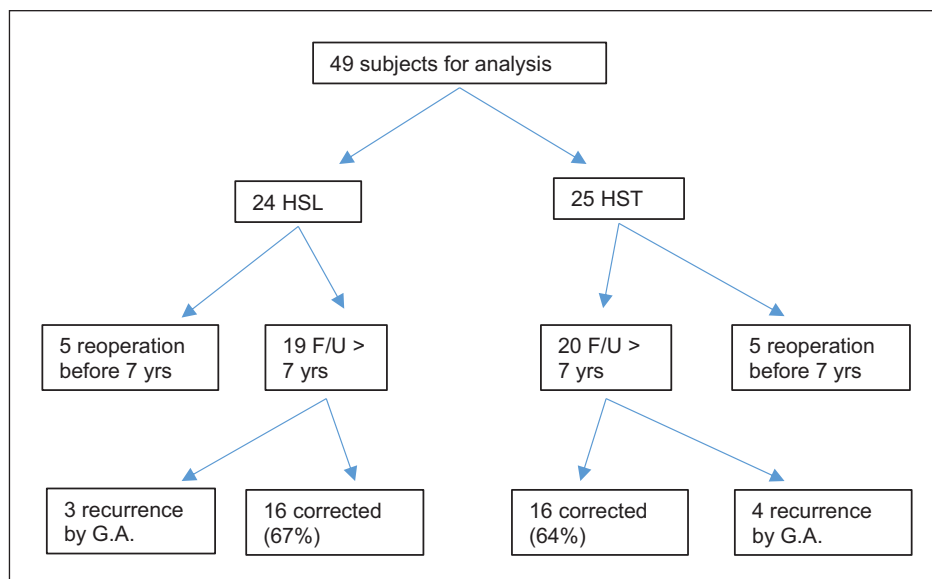 49 subjects for analysis
24 HSL
25 HST
5 reoperation
before 7 yrs
19 F/U >
7 yrs
20 F/U >
7 yrs
5 reoperation
before 7 yrs
3 recurrence
by G.A.
16 corrected
(67%)
16 corrected
(64%)
4 recurrence
by G.A.